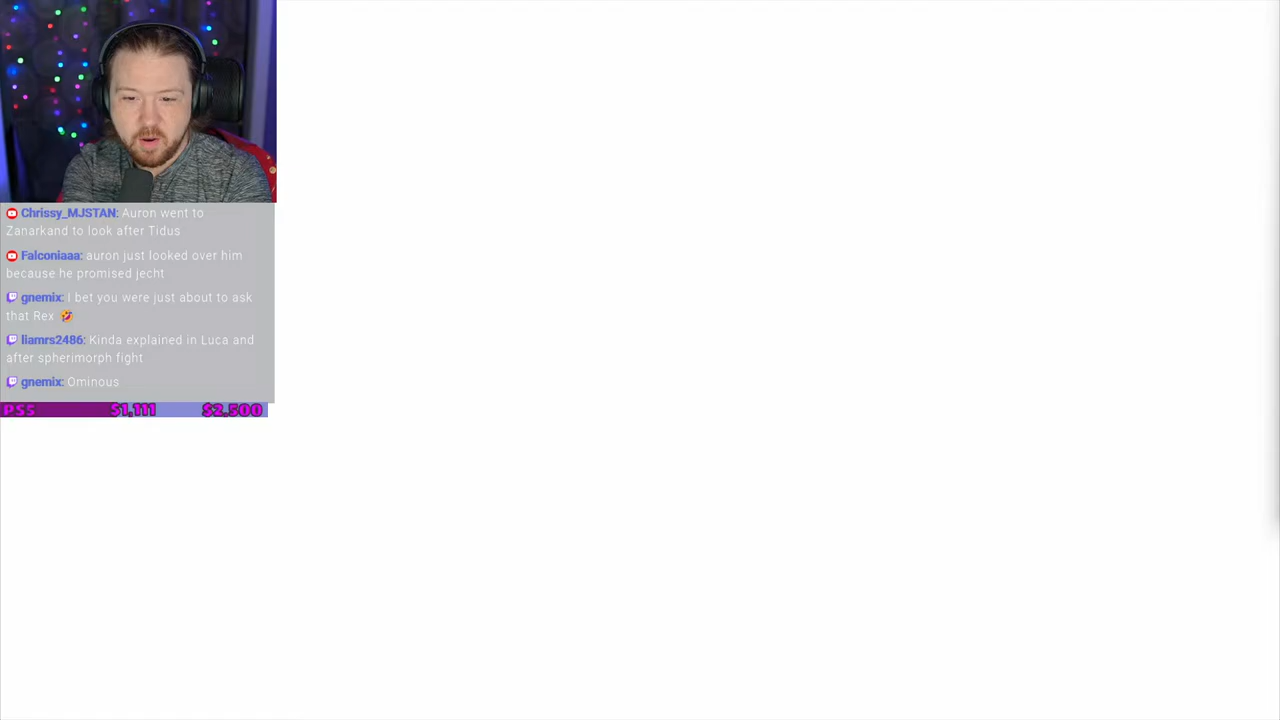 Chrissy_MJSTAN: Auron went to
Zanarkand to look after Tidus
Falconiaaa: auron just looked over him
because he promised jecht
gnemix: I bet you were just about to ask
that Rex 🤣
liamrs2486: Kinda explained in Luca and
after spherimorph fight
gnemix: Ominous
PS5 $1,111 $2,500